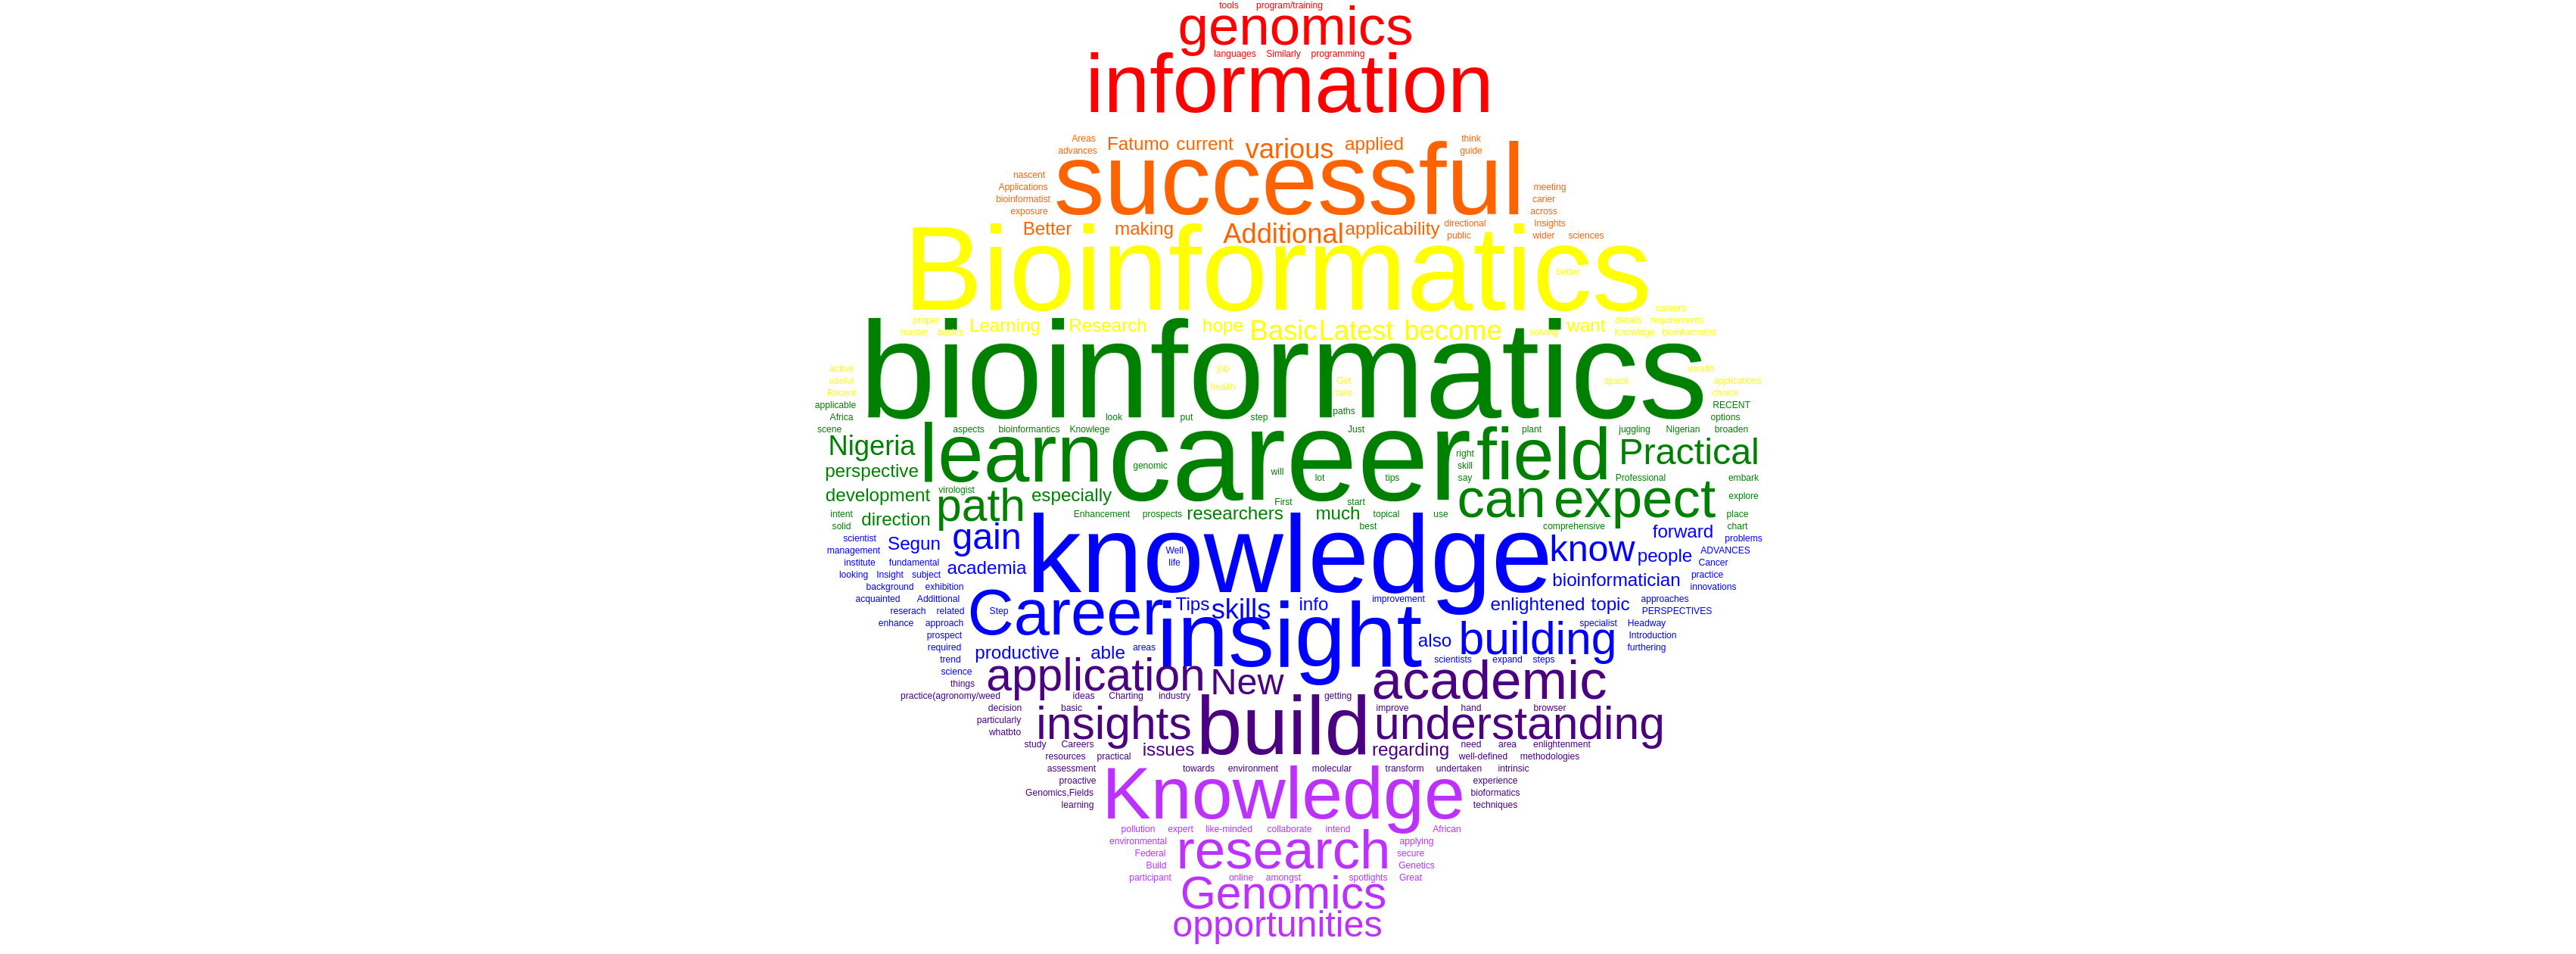 tools program/training
genomics
languages Similarly programming
information
Areas Fatumo current various applied think
advances guide
successful
nascent
Applications meeting
bioinformatist carier
exposure across
Better making Additional applicability directional Insights
public wider sciences
Bioinformatics
better
careers
proper Learning Research hope Basic Latest become want requirements
master solving Knowldge bioinformatist
bioinformatics
action job wealth
useful Got space applications
Recent health take choice
applicable paths RECENT
Africa look put step options
scene aspects bioinformantics Knowlege Just plant juggling Nigerian broaden
Nigeria learn career field Practical
right
perspective genomic will skill
lot tips say Professional embark
development virologist path especially can expect explore
First start
intent direction Enhancement prospects researchers much topical use place
solid best comprehensive chart
scientist Segun gain knowledge know forward problems
management Well people ADVANCES
institute fundamental academia life Cancer
looking Insight subject bioinformatician practice
background exhibition innovations
acquainted Addittional Career Tips skills info improvement enlightened topic approaches
reserach related Step PERSPECTIVES
enhance approach insight specialist Headway
prospect also building Introduction
required productive able areas furthering
trend scientists expand steps
science application New academic
things
practice(agronomy/weed ideas Charting industry getting
decision basic build improve hand browser
particularly insights understanding
whatbto
study Careers issues regarding need area enlightenment
resources practical well-defined methodologies
assessment towards environment molecular transform undertaken intrinsic
proactive Knowledge experience
Genomics,Fields bioformatics
learning techniques
pollution expert like-minded collaborate intend African
environmental research applying
Federal secure
Build Genetics
participant online amongst spotlights Great
Genomics
opportunities